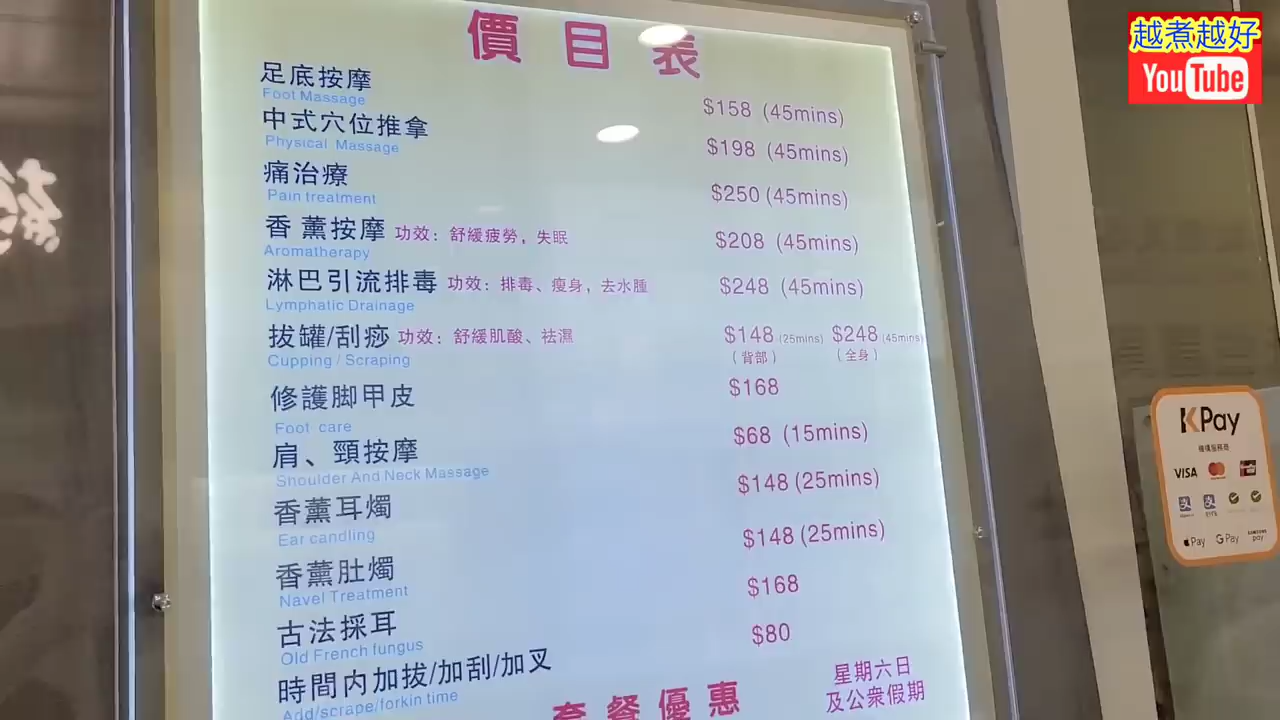 越煮越好
YouTube
價目表
足底按摩
Foot Massage
$158 (45mins)
中式穴位推拿
Physical Massage
$198 (45mins)
痛治療
Pain treatment
$250 (45mins)
香薰按摩 功效：舒緩疲勞，失眠
Aromatherapy
$208 (45mins)
淋巴引流排毒 功效：排毒、瘦身，去水腫
Lymphatic Drainage
$248 (45mins)
拔罐/刮痧 功效：舒緩肌酸、祛濕
Cupping / Scraping
$148 (25mins) $248 (45mins)
（背部） （全身）
修護脚甲皮
Foot care
$168
肩、頸按摩
Shoulder And Neck Massage
$68 (15mins)
香薰耳燭
Ear candling
$148 (25mins)
香薰肚燭
Navel Treatment
$148 (25mins)
古法採耳
Old French fungus
$168
時間内加拔/加刮/加叉
Add/scrape/forkin time
$80
套餐優惠
星期六日
及公衆假期
KPay
VISA
Pay
G Pay